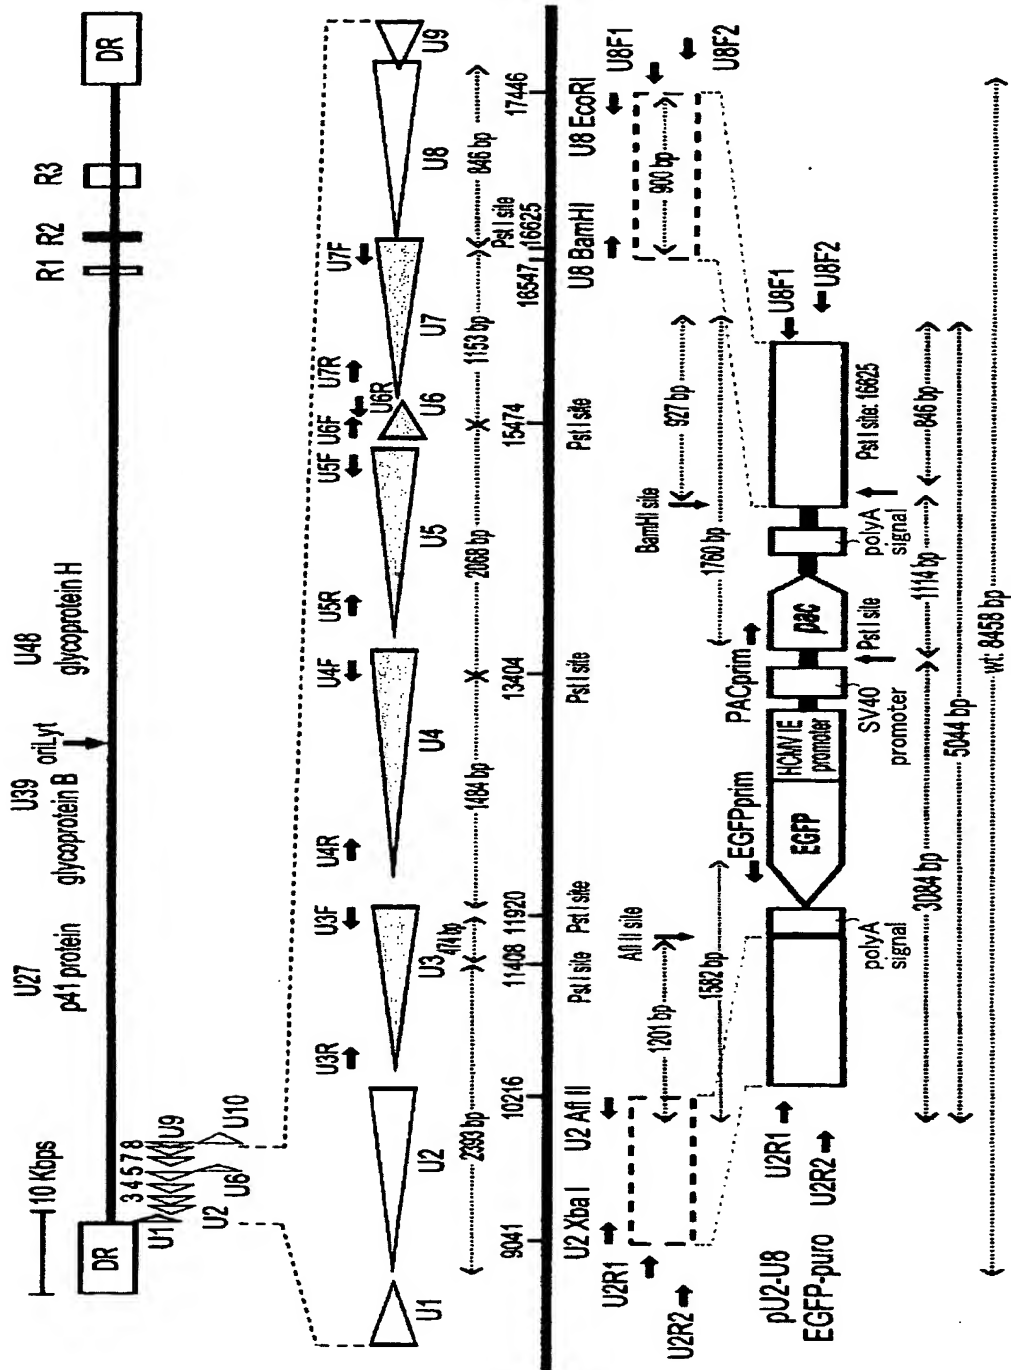 10 Kbps
U27
p41 protein
U39
glycoprotein B
oriLyt
U48
glycoprotein H
R1 R2 R3
DR
DR
3 4 5 7 8
U1
U2
U6
U9
U10
U3R
U3F
U4R
U4F
U5R
U5F
U6F
U6R
U7R
U7F
U1
U2
U3
U4
U5
U6
U7
U8
U9
2393 bp
474 bp
1484 bp
2068 bp
1153 bp
846 bp
9041
10216
11408
11920
13404
15474
16547
16625
17446
Pst I site
Pst I site
Pst I site
Pst I site
Pst I site
U2 Xba I
U2 Afl II
U8 BamHI
U8 EcoRI
U2R1
U2R2
900 bp
U8F1
U8F2
Afl II site
1201 bp
1582 bp
BamHI site
927 bp
1760 bp
EGFPprim
PACprim
pU2-U8
EGFP-puro
U2R1
U2R2
EGFP
HCMV IE
promoter
pac
U8F1
U8F2
polyA
signal
SV40
promoter
Pst I site
polyA
signal
Pst I site: 16625
3084 bp
1114 bp
846 bp
5044 bp
wt: 8458 bp